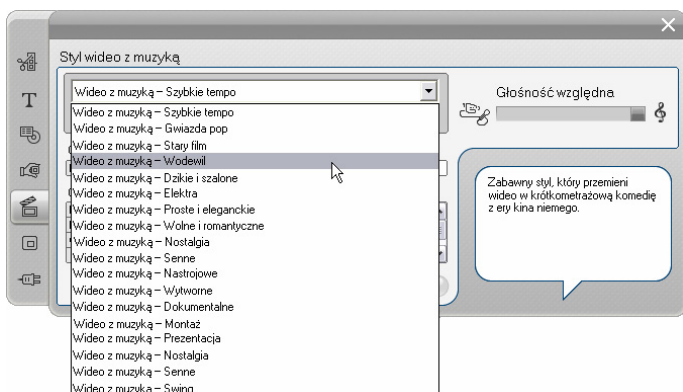 Styl wideo z muzyką
Wideo z muzyką – Szybkie tempo
Głośność względna
Wideo z muzyką – Szybkie tempo
Wideo z muzyką – Gwiazda pop
Wideo z muzyką – Stary film
Wideo z muzyką – Wodewil
Wideo z muzyką – Dzikie i szalone
Wideo z muzyką – Elektra
Wideo z muzyką – Proste i eleganckie
Wideo z muzyką – Wolne i romantyczne
Wideo z muzyką – Nostalgia
Wideo z muzyką – Senne
Wideo z muzyką – Nastrojowe
Wideo z muzyką – Wytworne
Wideo z muzyką – Dokumentalne
Wideo z muzyką – Montaż
Wideo z muzyką – Prezentacja
Wideo z muzyką – Nostalgia
Wideo z muzyką – Senne
Wideo z muzyką – Swing
Zabawny styl, który przemieni
wideo w krótkometrażową komedię
z ery kina niemego.
T